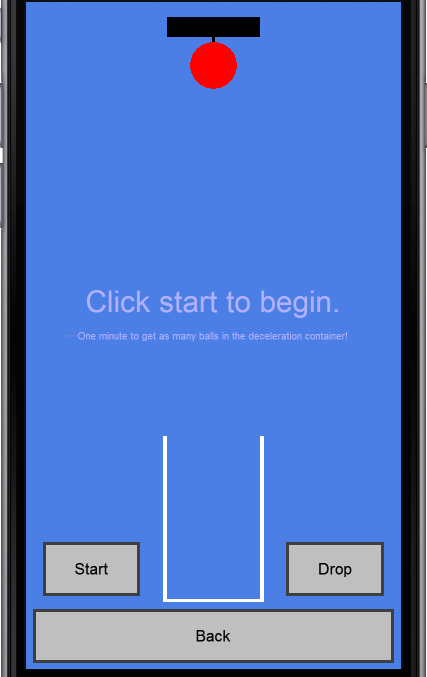 Click start to begin.
One minute to get as many balls in the deceleration container!
Start
Drop
Back